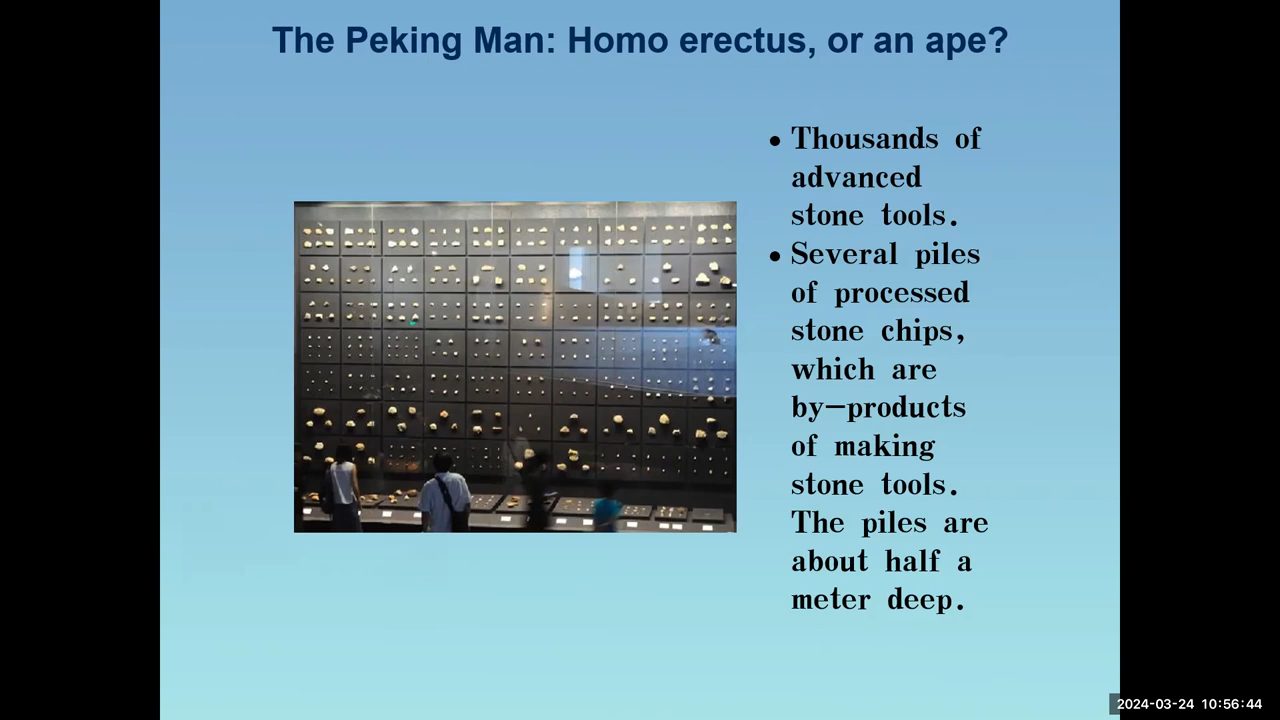 The Peking Man: Homo erectus, or an ape?
• Thousands of
advanced
stone tools.
• Several piles
of processed
stone chips,
which are
by-products
of making
stone tools.
The piles are
about half a
meter deep.
2024-03-24 10:56:44